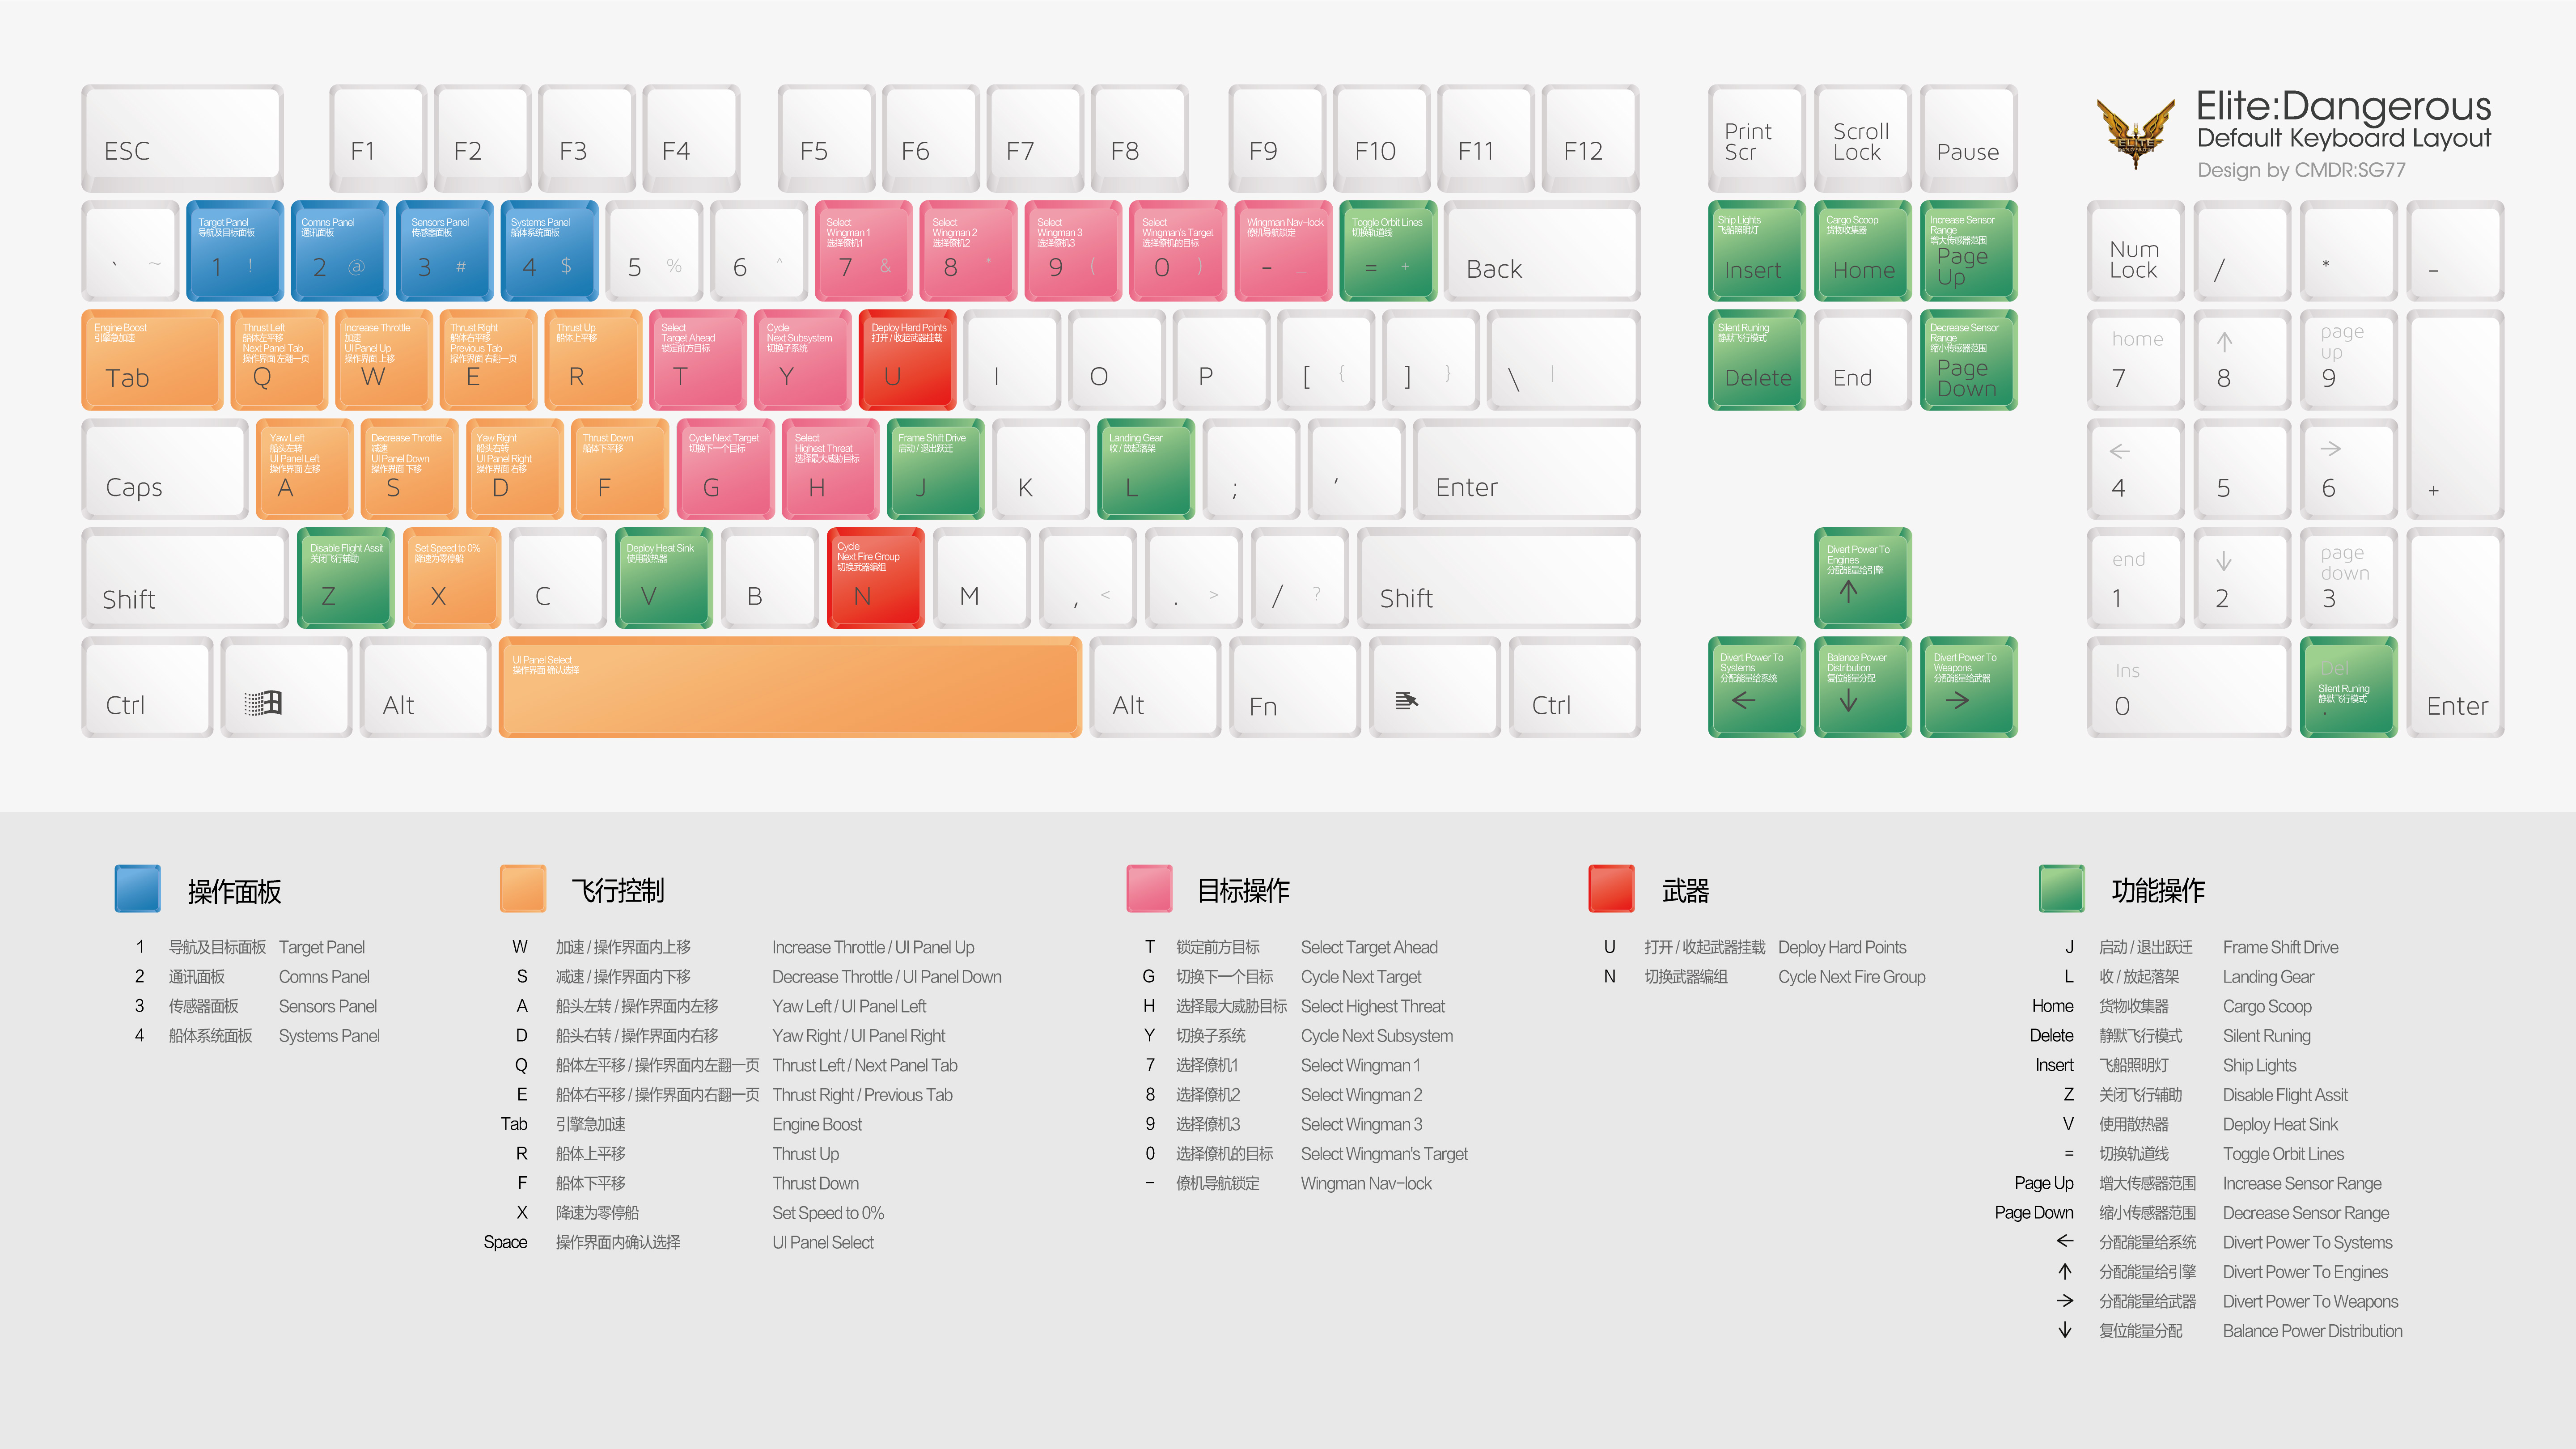 Elite:Dangerous
Default Keyboard Layout
Design by CMDR:SG77
ESC
F1
F2
F3
F4
F5
F6
F7
F8
F9
F10
F11
F12
Print
Scr
Scroll
Lock
Pause
` ~
Target Panel
导航及目标面板
1 !
Comns Panel
通讯面板
2 @
Sensors Panel
传感器面板
3 #
Systems Panel
船体系统面板
4 $
5 %
6 ^
Select
Wingman 1
选择僚机1
7 &
Select
Wingman 2
选择僚机2
8 *
Select
Wingman 3
选择僚机3
9 (
Select
Wingman's Target
选择僚机的目标
0 )
Wingman Nav-lock
僚机导航锁定
- _
Toggle Orbit Lines
切换轨道线
= +
Back
Ship Lights
飞船照明灯
Insert
Cargo Scoop
货物收集器
Home
Increase Sensor
Range
增大传感器范围
Page
Up
Num
Lock
/
*
-
Engine Boost
引擎急加速
Tab
Thrust Left
船体左平移
Next Panel Tab
操作界面 左翻一页
Q
Increase Throttle
加速
UI Panel Up
操作界面 上移
W
Thrust Right
船体右平移
Previous Tab
操作界面 右翻一页
E
Thrust Up
船体上平移
R
Select
Target Ahead
锁定前方目标
T
Cycle
Next Subsystem
切换子系统
Y
Deploy Hard Points
打开 / 收起武器挂载
U
I
O
P
[ {
] }
\ |
Silent Runing
静默飞行模式
Delete
End
Decrease Sensor
Range
缩小传感器范围
Page
Down
home
7
↑
8
page
up
9
+
Caps
Yaw Left
船头左转
UI Panel Left
操作界面 左移
A
Decrease Throttle
减速
UI Panel Down
操作界面 下移
S
Yaw Right
船头右转
UI Panel Right
操作界面 右移
D
Thrust Down
船体下平移
F
Cycle Next Target
切换下一个目标
G
Select
Highest Threat
选择最大威胁目标
H
Frame Shift Drive
启动 / 退出跃迁
J
K
Landing Gear
收 / 放起落架
L
;
'
Enter
←
4
5
→
6
Shift
Disable Flight Assit
关闭飞行辅助
Z
Set Speed to 0%
降速为零停船
X
C
Deploy Heat Sink
使用散热器
V
B
Cycle
Next Fire Group
切换武器编组
N
M
, <
. >
/ ?
Shift
Divert Power To
Engines
分配能量给引擎
↑
end
1
↓
2
page
down
3
Enter
Ctrl
Alt
UI Panel Select
操作界面 确认选择
Alt
Fn
Ctrl
Divert Power To
Systems
分配能量给系统
←
Balance Power
Distribution
复位能量分配
↓
Divert Power To
Weapons
分配能量给武器
→
Ins
0
Del
Silent Runing
静默飞行模式
.
操作面板
1 导航及目标面板 Target Panel
2 通讯面板 Comns Panel
3 传感器面板 Sensors Panel
4 船体系统面板 Systems Panel
飞行控制
W 加速 / 操作界面内上移 Increase Throttle / UI Panel Up
S 减速 / 操作界面内下移 Decrease Throttle / UI Panel Down
A 船头左转 / 操作界面内左移 Yaw Left / UI Panel Left
D 船头右转 / 操作界面内右移 Yaw Right / UI Panel Right
Q 船体左平移 / 操作界面内左翻一页 Thrust Left / Next Panel Tab
E 船体右平移 / 操作界面内右翻一页 Thrust Right / Previous Tab
Tab 引擎急加速 Engine Boost
R 船体上平移 Thrust Up
F 船体下平移 Thrust Down
X 降速为零停船 Set Speed to 0%
Space 操作界面内确认选择 UI Panel Select
目标操作
T 锁定前方目标 Select Target Ahead
G 切换下一个目标 Cycle Next Target
H 选择最大威胁目标 Select Highest Threat
Y 切换子系统 Cycle Next Subsystem
7 选择僚机1 Select Wingman 1
8 选择僚机2 Select Wingman 2
9 选择僚机3 Select Wingman 3
0 选择僚机的目标 Select Wingman's Target
- 僚机导航锁定 Wingman Nav-lock
武器
U 打开 / 收起武器挂载 Deploy Hard Points
N 切换武器编组 Cycle Next Fire Group
功能操作
J 启动 / 退出跃迁 Frame Shift Drive
L 收 / 放起落架 Landing Gear
Home 货物收集器 Cargo Scoop
Delete 静默飞行模式 Silent Runing
Insert 飞船照明灯 Ship Lights
Z 关闭飞行辅助 Disable Flight Assit
V 使用散热器 Deploy Heat Sink
= 切换轨道线 Toggle Orbit Lines
Page Up 增大传感器范围 Increase Sensor Range
Page Down 缩小传感器范围 Decrease Sensor Range
← 分配能量给系统 Divert Power To Systems
↑ 分配能量给引擎 Divert Power To Engines
→ 分配能量给武器 Divert Power To Weapons
↓ 复位能量分配 Balance Power Distribution